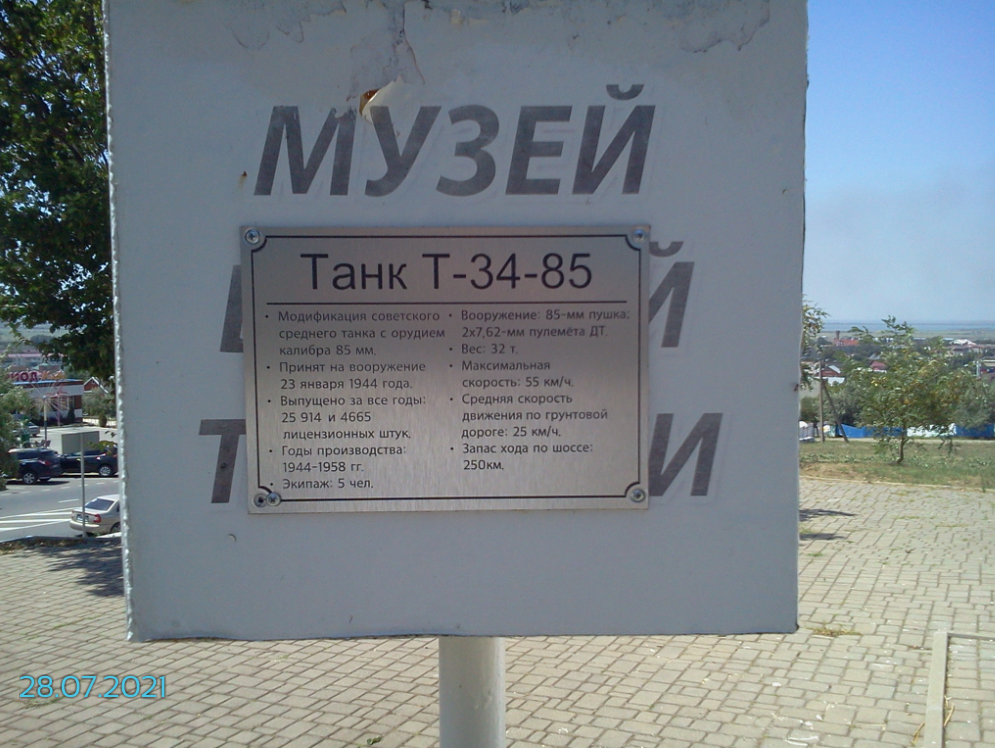 МУЗЕЙ
Танк Т-34-85
• Модификация советского
среднего танка с орудием
калибра 85 мм.
• Принят на вооружение
23 января 1944 года.
• Выпущено за все годы:
25 914 и 4665
лицензионных штук.
• Годы производства:
1944-1958 гг.
• Экипаж: 5 чел.
• Вооружение: 85-мм пушка;
2х7,62-мм пулемёта ДТ.
• Вес: 32 т.
• Максимальная
скорость: 55 км/ч.
• Средняя скорость
движения по грунтовой
дороге: 25 км/ч.
• Запас хода по шоссе:
250км.
28.07.2021